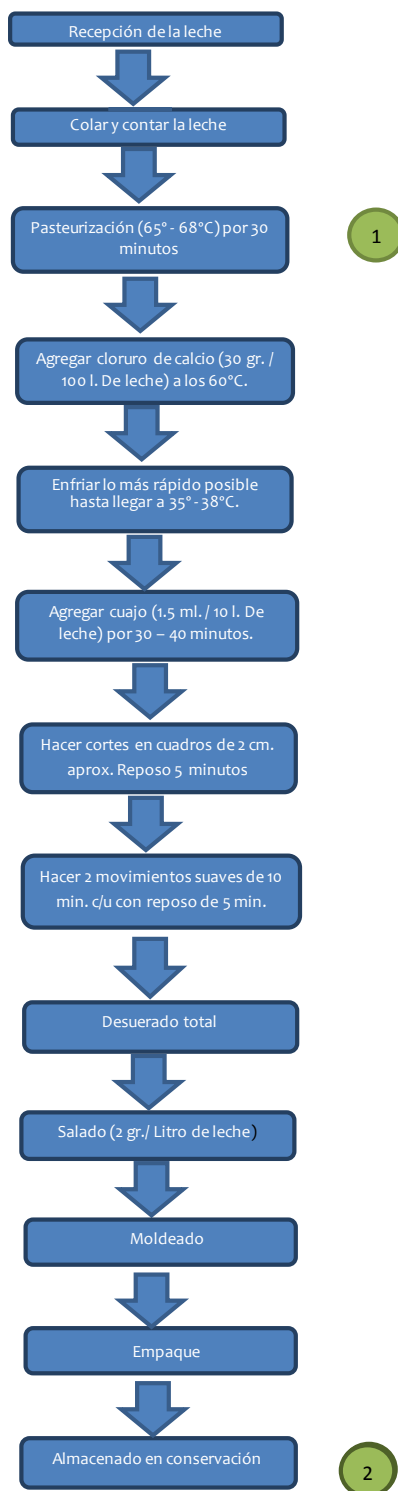 Recepción de la leche
Colar y contar la leche
Pasteurización (65° - 68°C) por 30
minutos
1
Agregar cloruro de calcio (30 gr. /
100 l. De leche) a los 60°C.
Enfriar lo más rápido posible
hasta llegar a 35° - 38°C.
Agregar cuajo (1.5 ml. / 10 l. De
leche) por 30 – 40 minutos.
Hacer cortes en cuadros de 2 cm.
aprox. Reposo 5 minutos
Hacer 2 movimientos suaves de 10
min. c/u con reposo de 5 min.
Desuerado total
Salado (2 gr./ Litro de leche)
Moldeado
Empaque
Almacenado en conservación
2